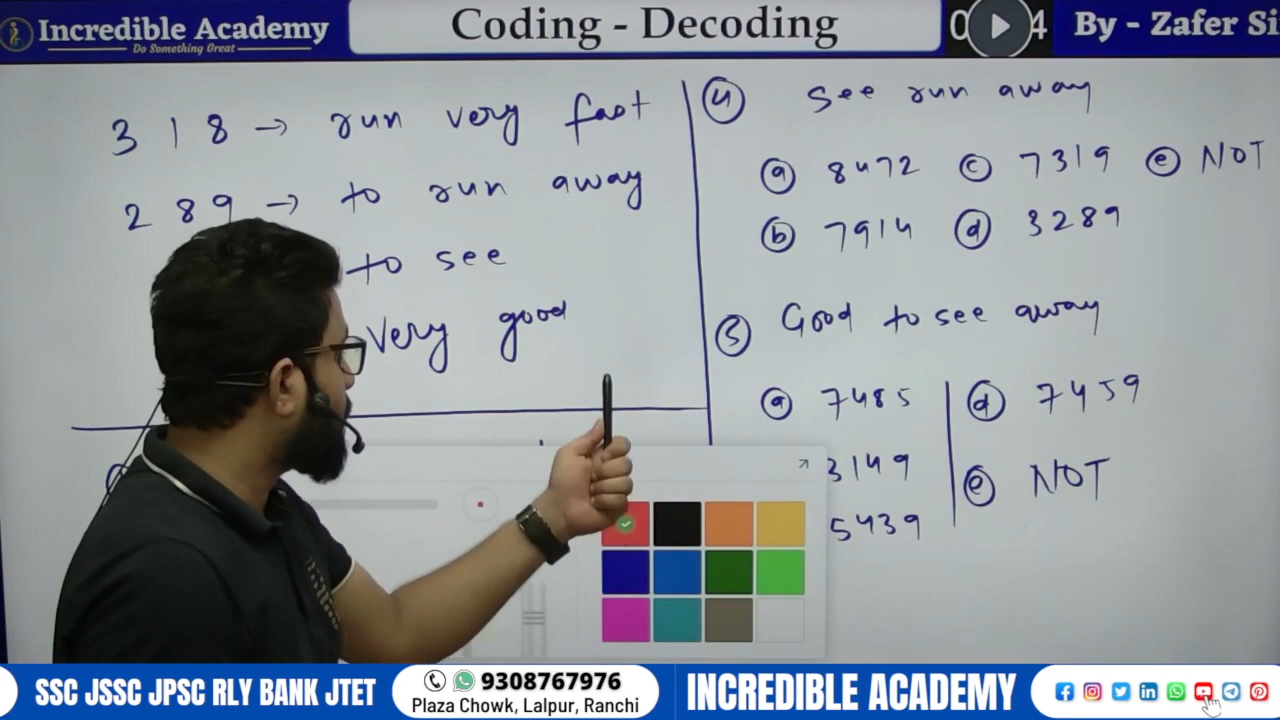 Incredible Academy
Do Something Great
Coding - Decoding
0 4
By - Zafer Si
3 1 8 → run very fast
2 8 9 → to run away
to see
very good
④ see run away
ⓐ 8472 ⓒ 7319 ⓔ NOT
ⓑ 7914 ⓓ 3289
⑤ Good to see away
ⓐ 7485 ⓓ 7459
3149 ⓔ NOT
5439
SSC JSSC JPSC RLY BANK JTET
9308767976
Plaza Chowk, Lalpur, Ranchi
INCREDIBLE ACADEMY